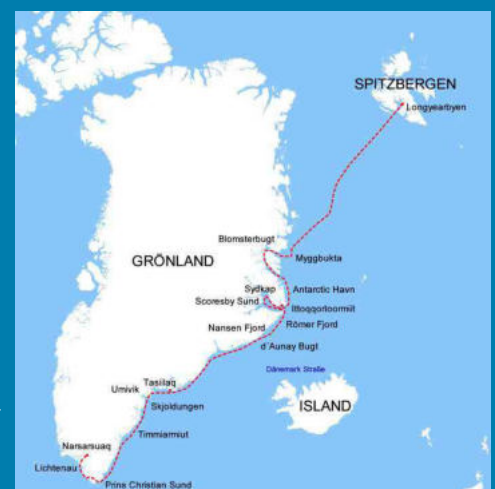 SPITZBERGEN
Longyearbyen
Blomsterbugt
Myggbukta
GRÖNLAND
Sydkap
Antarctic Havn
Scoresby Sund
Ittoqqortoormiit
Nansen Fjord
Römer Fjord
d'Aunay Bugt
Dänemark Straße
Tasiilaq
Umivik
Skjoldungen
ISLAND
Timmiarmiut
Narsarsuaq
Lichtenau
Prins Christian Sund